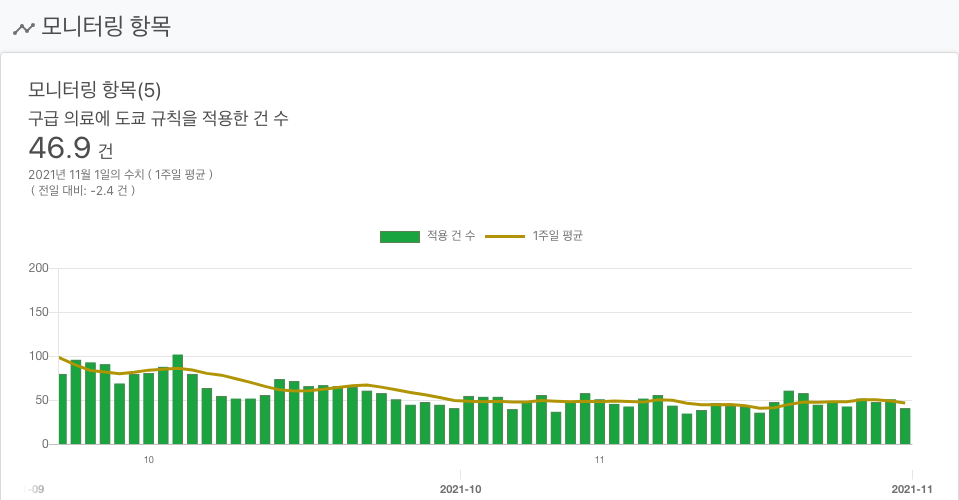 모니터링 항목
모니터링 항목(5)
구급 의료에 도쿄 규칙을 적용한 건 수
46.9 건
2021년 11월 1일의 수치 ( 1주일 평균 )
( 전일 대비: -2.4 건 )
적용 건 수 1주일 평균
200
150
100
50
0
10 11
-09 2021-10 2021-11